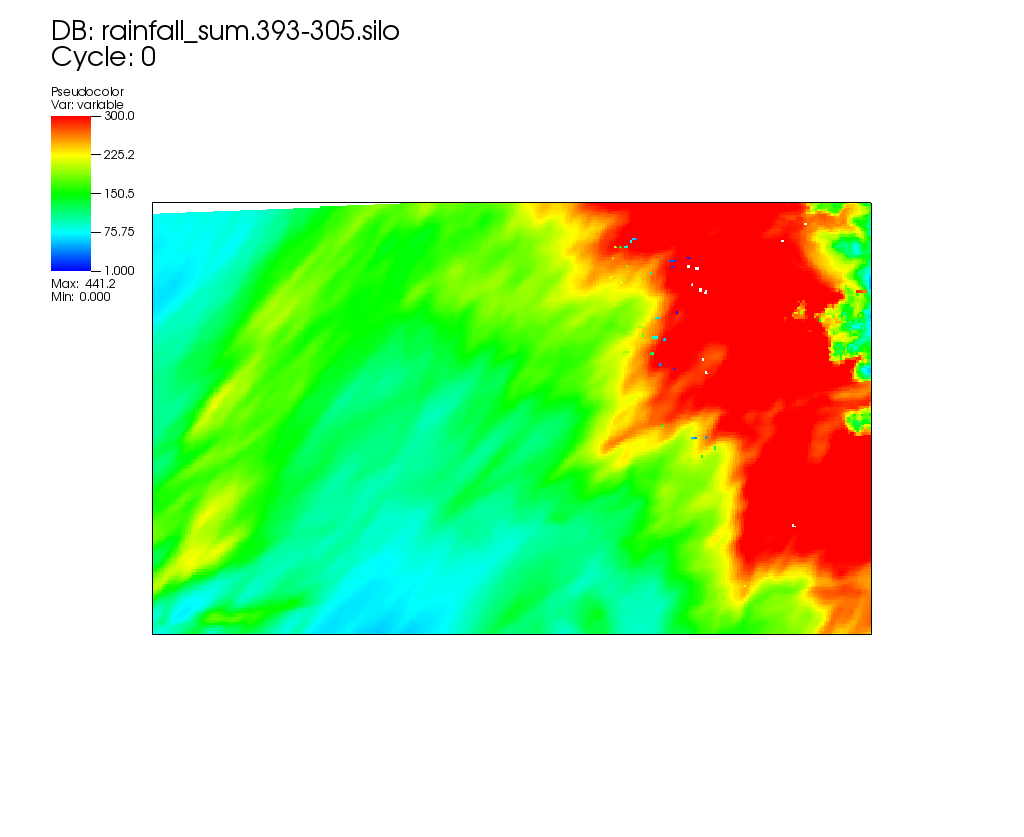 DB: rainfall_sum.393-305.silo
Cycle: 0
Pseudocolor
Var: variable
300.0
225.2
150.5
75.75
1.000
Max: 441.2
Min: 0.000